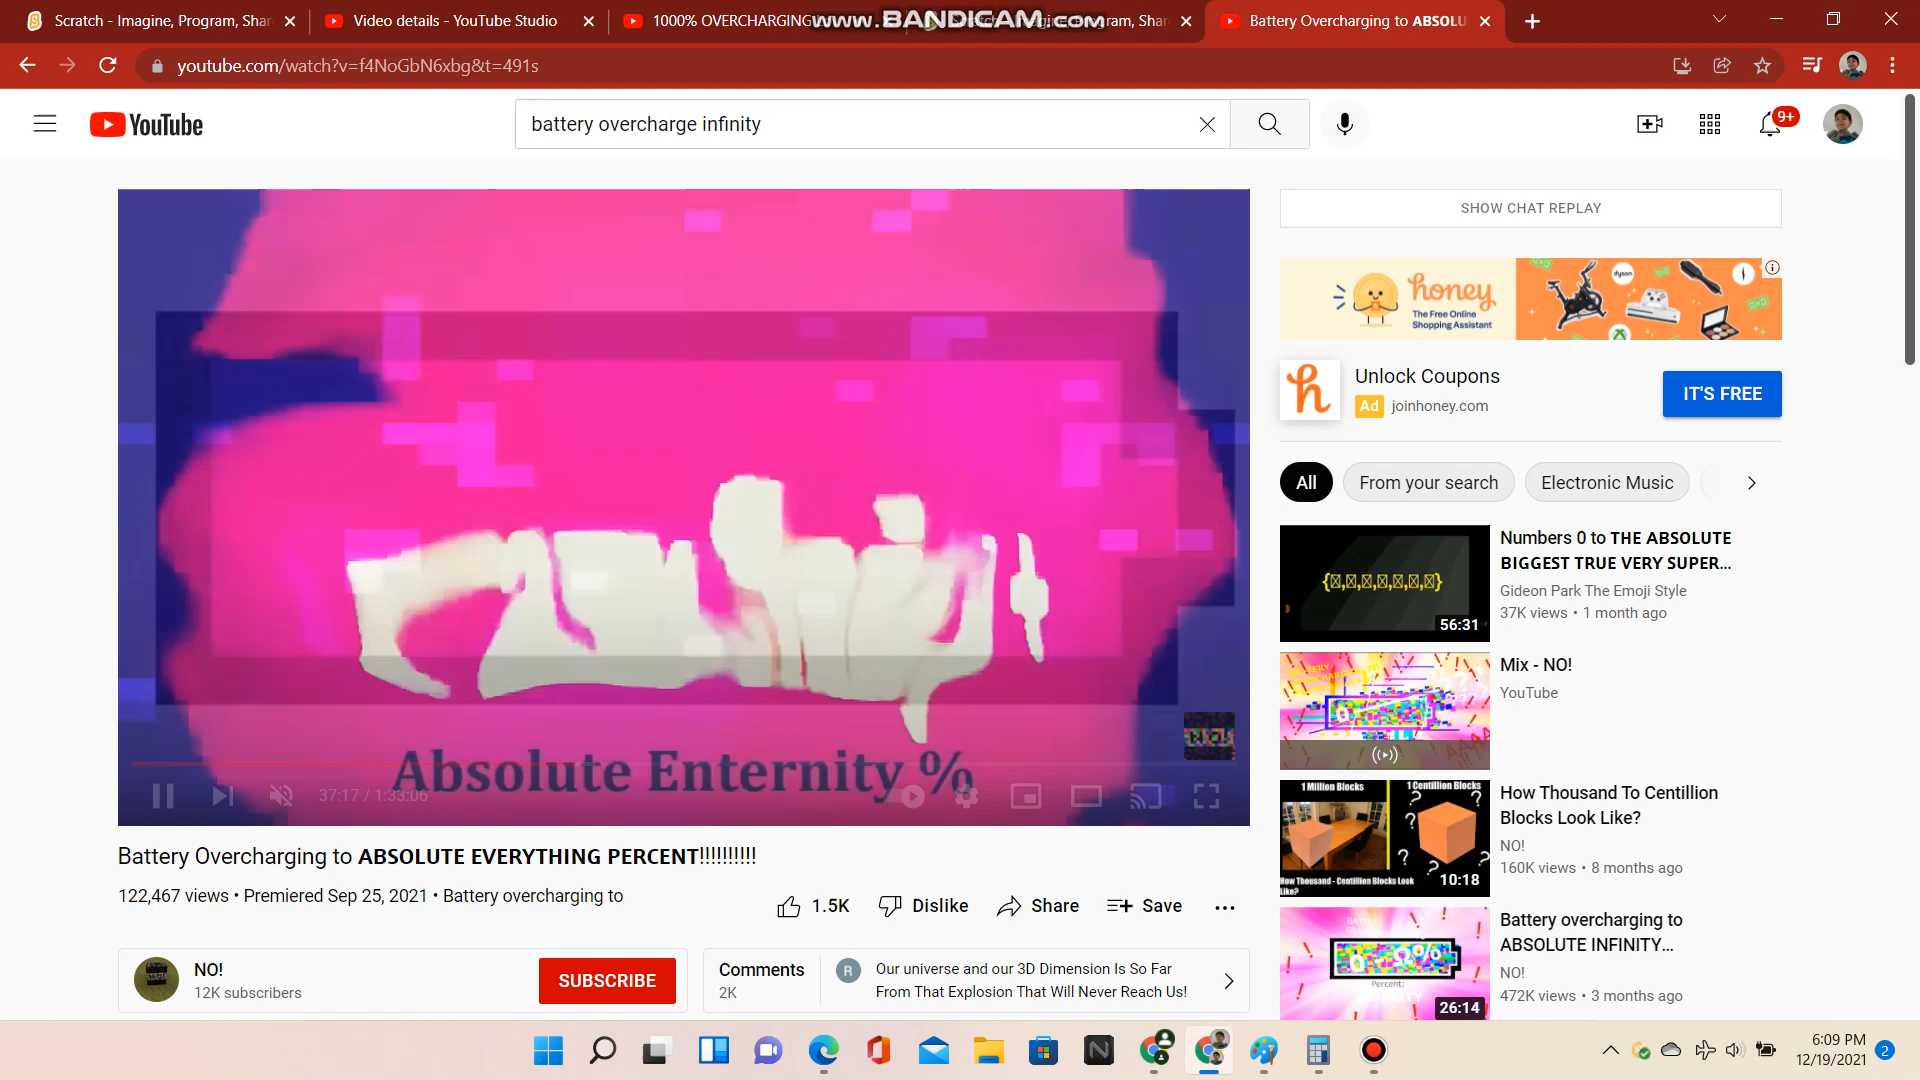 Scratch - Imagine, Program, Shar
Video details - YouTube Studio
1000% OVERCHARGING
www.BANDICAM.com
Program, Shar
Battery Overcharging to ABSOLU
youtube.com/watch?v=f4NoGbN6xbg&t=491s
YouTube
battery overcharge infinity
9+
SHOW CHAT REPLAY
honey
The Free Online
Shopping Assistant
dyson
Unlock Coupons
Ad joinhoney.com
IT'S FREE
All
From your search
Electronic Music
Absolute Enternity %
37:17 / 1:33:06
56:31
Numbers 0 to THE ABSOLUTE
BIGGEST TRUE VERY SUPER...
Gideon Park The Emoji Style
37K views • 1 month ago
Mix - NO!
YouTube
1 Million Blocks
1 Centillion Blocks
How Thousand - Centillion Blocks Look
Like?
10:18
How Thousand To Centillion
Blocks Look Like?
NO!
160K views • 8 months ago
Percent:
26:14
Battery overcharging to
ABSOLUTE INFINITY...
NO!
472K views • 3 months ago
Battery Overcharging to ABSOLUTE EVERYTHING PERCENT!!!!!!!!!!
122,467 views • Premiered Sep 25, 2021 • Battery overcharging to
1.5K
Dislike
Share
Save
NO!
12K subscribers
SUBSCRIBE
Comments
2K
R
Our universe and our 3D Dimension Is So Far
From That Explosion That Will Never Reach Us!
6:09 PM
12/19/2021
2